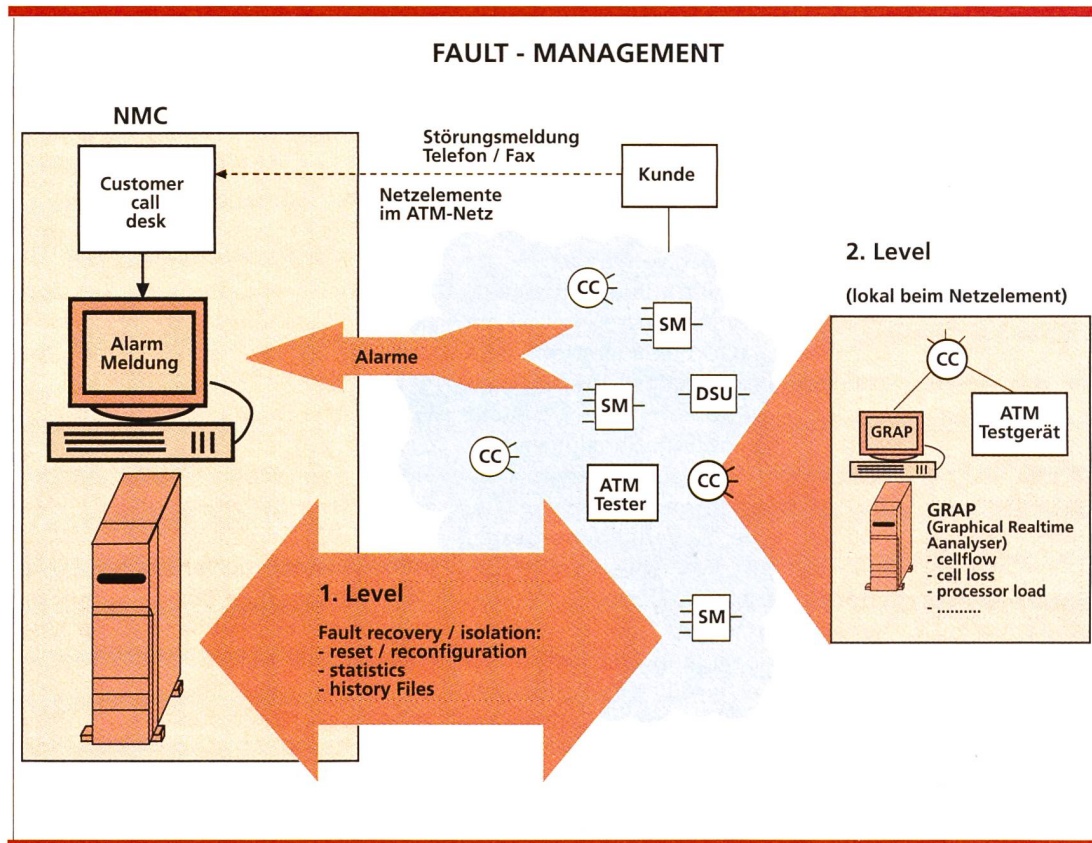 FAULT - MANAGEMENT
NMC
Customer
call
desk
Störungsmeldung
Telefon / Fax
Netzelemente
im ATM-Netz
Kunde
Alarm
Meldung
Alarme
CC
SM
SM
DSU
CC
ATM
Tester
CC
SM
1. Level
Fault recovery / isolation:
- reset / reconfiguration
- statistics
- history Files
2. Level
(lokal beim Netzelement)
CC
GRAP
ATM
Testgerät
GRAP
(Graphical Realtime
Aanalyser)
- cellflow
- cell loss
- processor load
- ..........